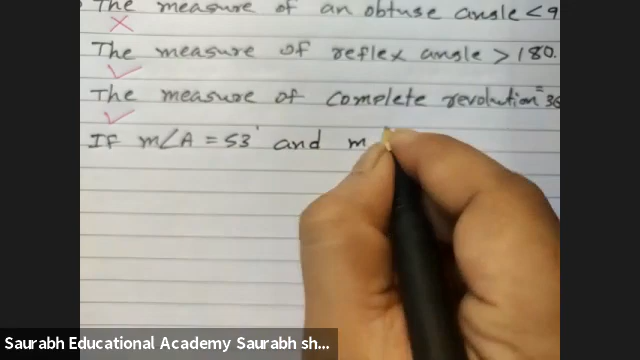 The measure of an obtuse angle < 9
The measure of reflex angle > 180.
The measure of complete revolution = 36
If m∠A = 53° and m
Saurabh Educational Academy Saurabh sh...